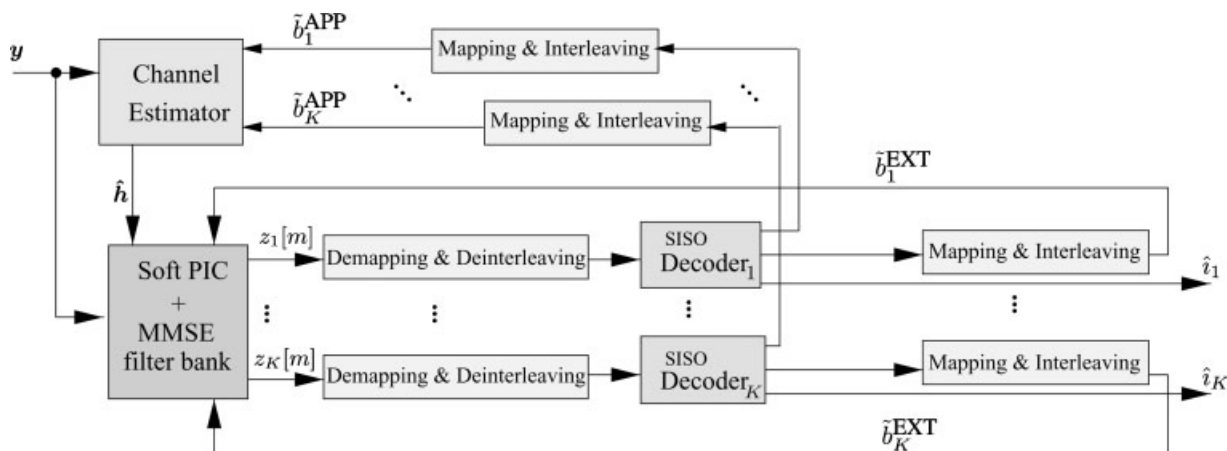 y
Channel
Estimator
b̃₁^APP
Mapping & Interleaving
b̃_K^APP
Mapping & Interleaving
ĥ
b̃₁^EXT
Soft PIC
+
MMSE
filter bank
z₁[m]
Demapping & Deinterleaving
SISO
Decoder₁
Mapping & Interleaving
î₁
z_K[m]
Demapping & Deinterleaving
SISO
Decoder_K
Mapping & Interleaving
î_K
b̃_K^EXT